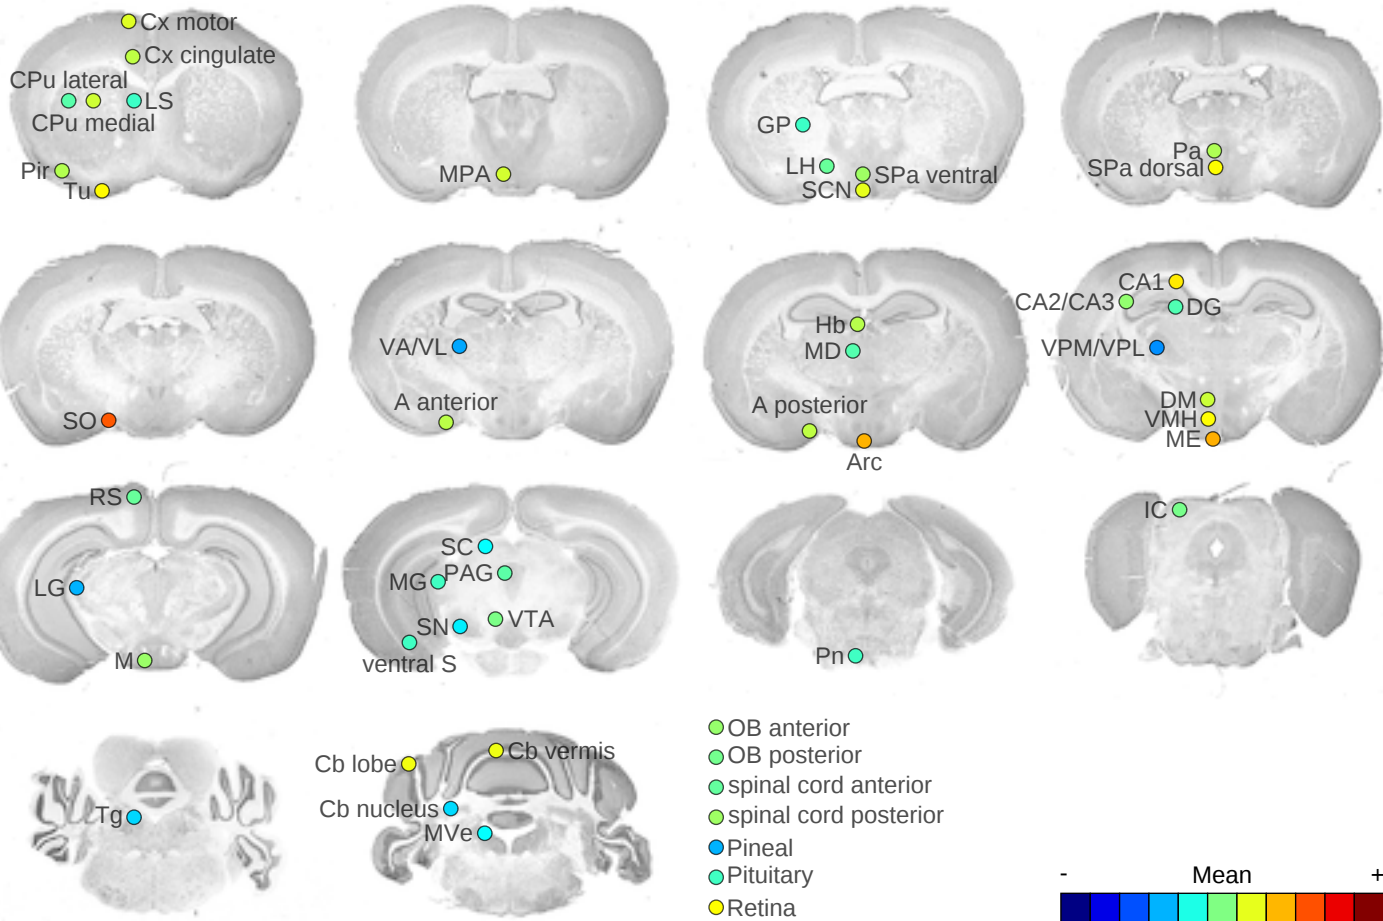 Cx motor
Cx cingulate
CPu lateral
LS
CPu medial
Pir
Tu
MPA
GP
LH
SPa ventral
SCN
Pa
SPa dorsal
SO
VA/VL
A anterior
Hb
MD
A posterior
Arc
CA1
CA2/CA3
DG
VPM/VPL
DM
VMH
ME
RS
LG
M
SC
PAG
MG
VTA
SN
ventral S
Pn
IC
Tg
Cb lobe
Cb vermis
Cb nucleus
MVe
OB anterior
OB posterior
spinal cord anterior
spinal cord posterior
Pineal
Pituitary
Retina
- Mean +